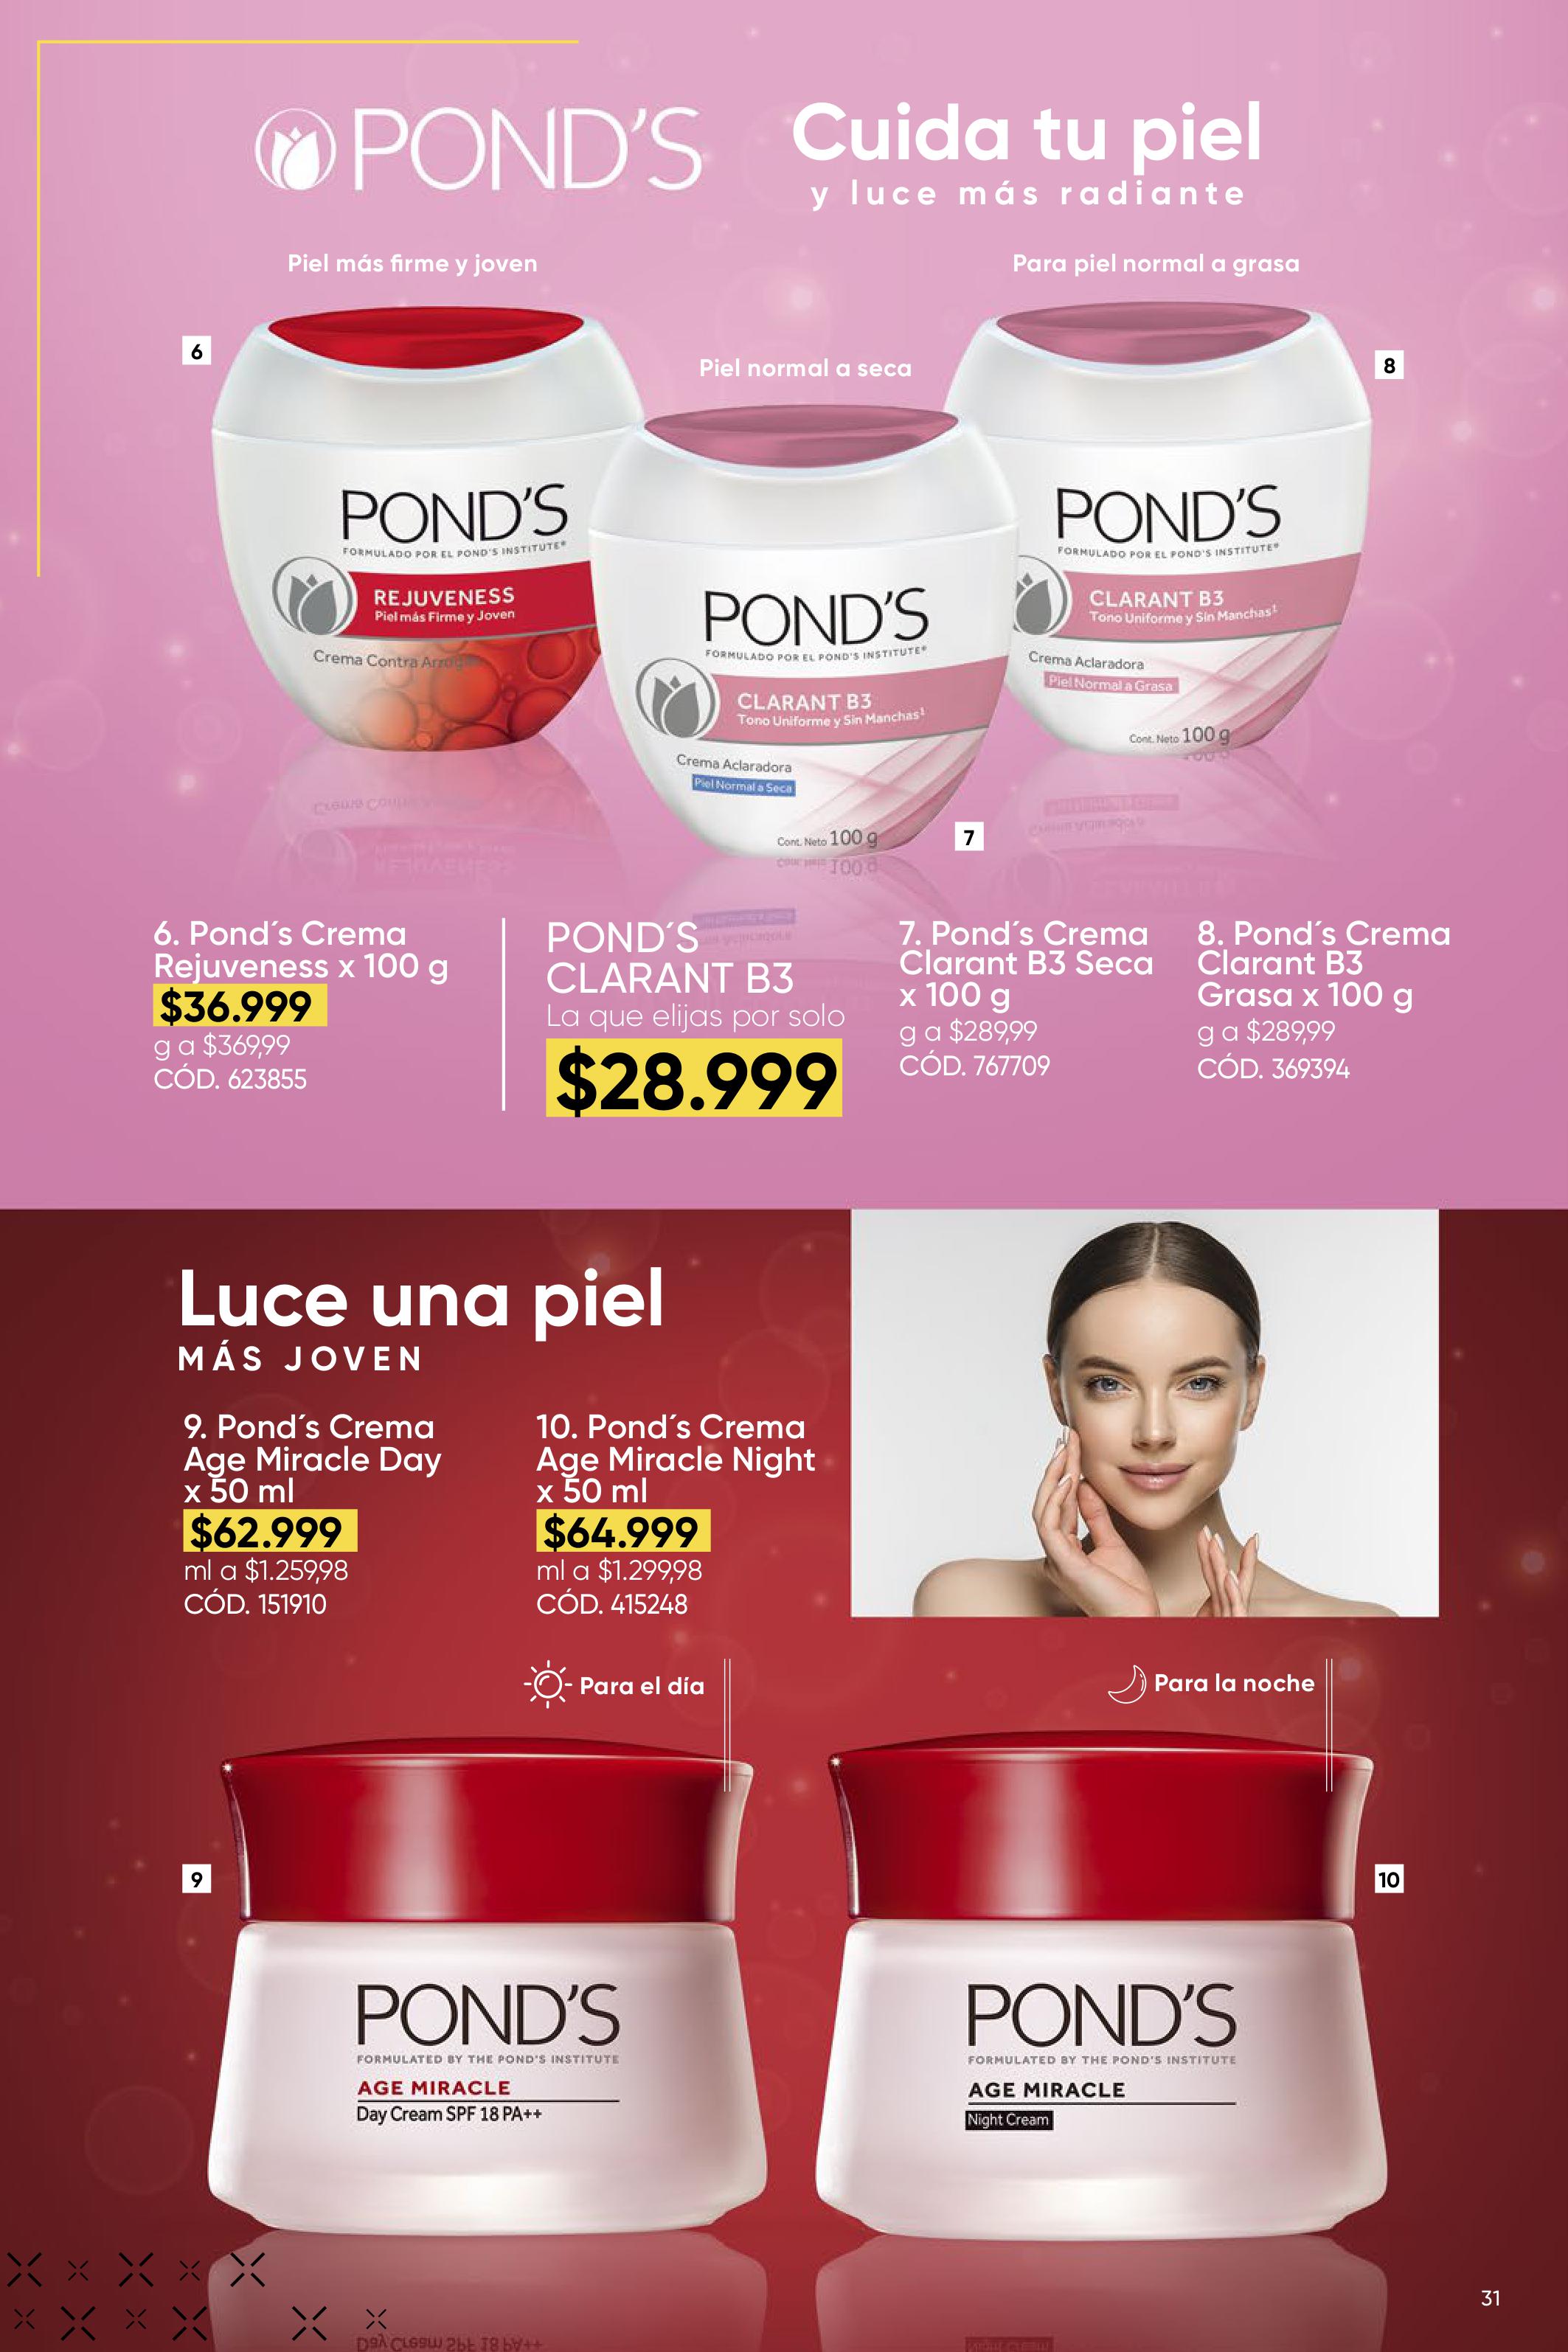 POND'S
Cuida tu piel
y luce más radiante
Piel más firme y joven
Para piel normal a grasa
Piel normal a seca
6
8
POND'S
FORMULADO POR EL POND'S INSTITUTE®
REJUVENESS
Piel más Firme y Joven
Crema Contra Arrugas
POND'S
FORMULADO POR EL POND'S INSTITUTE®
CLARANT B3
Tono Uniforme y Sin Manchas¹
Crema Aclaradora
Piel Normal a Seca
Cont. Neto 100 g
7
POND'S
FORMULADO POR EL POND'S INSTITUTE®
CLARANT B3
Tono Uniforme y Sin Manchas¹
Crema Aclaradora
Piel Normal a Grasa
Cont. Neto 100 g
6. Pond´s Crema
Rejuveness x 100 g
$36.999
g a $369,99
CÓD. 623855
POND´S
CLARANT B3
La que elijas por solo
$28.999
7. Pond´s Crema
Clarant B3 Seca
x 100 g
g a $289,99
CÓD. 767709
8. Pond´s Crema
Clarant B3
Grasa x 100 g
g a $289,99
CÓD. 369394
Luce una piel
MÁS JOVEN
9. Pond´s Crema
Age Miracle Day
x 50 ml
$62.999
ml a $1.259,98
CÓD. 151910
10. Pond´s Crema
Age Miracle Night
x 50 ml
$64.999
ml a $1.299,98
CÓD. 415248
Para el día
Para la noche
9
10
POND'S
FORMULATED BY THE POND'S INSTITUTE
AGE MIRACLE
Day Cream SPF 18 PA++
POND'S
FORMULATED BY THE POND'S INSTITUTE
AGE MIRACLE
Night Cream
31